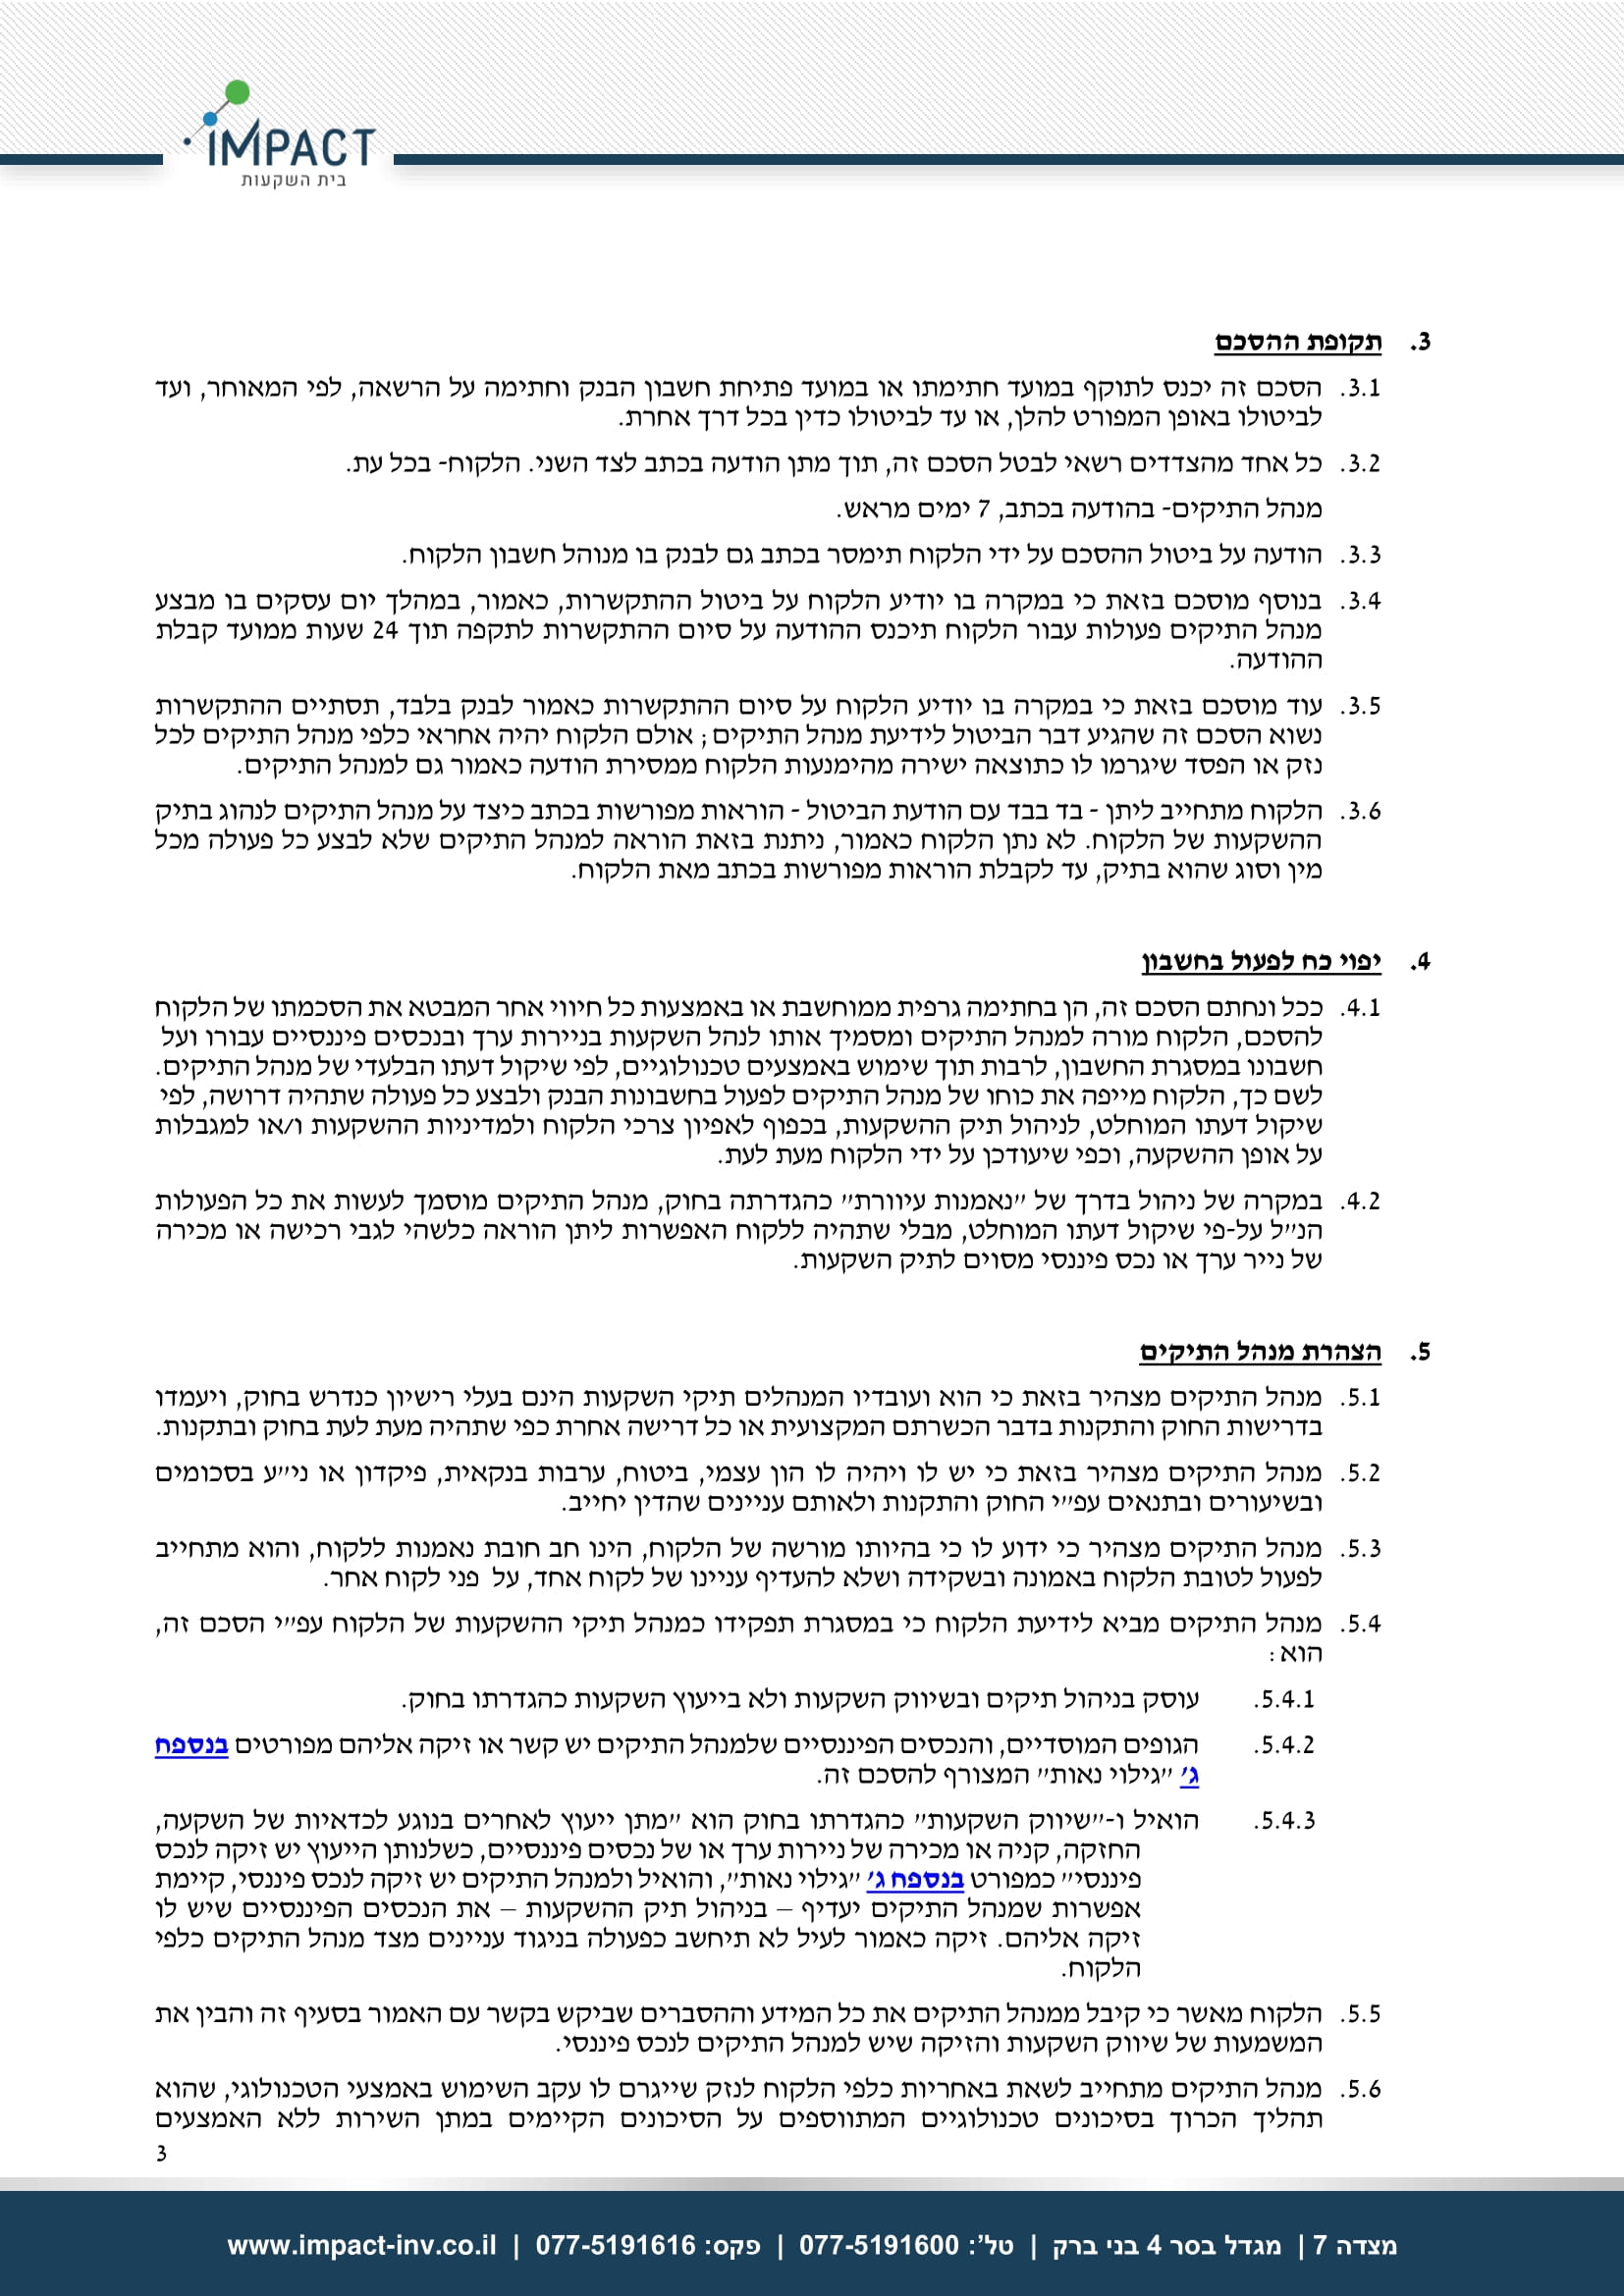 IMPACT
בית השקעות
3. תקופת ההסכם
3.1. הסכם זה יכנס לתוקף במועד חתימתו או במועד פתיחת חשבון הבנק וחתימה על הרשאה, לפי המאוחר, ועד
לביטולו באופן המפורט להלן, או עד לביטולו כדין בכל דרך אחרת.
3.2. כל אחד מהצדדים רשאי לבטל הסכם זה, תוך מתן הודעה בכתב לצד השני. הלקוח- בכל עת.
מנהל התיקים- בהודעה בכתב, 7 ימים מראש.
3.3. הודעה על ביטול ההסכם על ידי הלקוח תימסר בכתב גם לבנק בו מנוהל חשבון הלקוח.
3.4. בנוסף מוסכם בזאת כי במקרה בו יודיע הלקוח על ביטול ההתקשרות, כאמור, במהלך יום עסקים בו מבצע
מנהל התיקים פעולות עבור הלקוח תיכנס ההודעה על סיום ההתקשרות לתקפה תוך 24 שעות ממועד קבלת
ההודעה.
3.5. עוד מוסכם בזאת כי במקרה בו יודיע הלקוח על סיום ההתקשרות כאמור לבנק בלבד, תסתיים ההתקשרות
נשוא הסכם זה שהגיע דבר הביטול לידיעת מנהל התיקים; אולם הלקוח יהיה אחראי כלפי מנהל התיקים לכל
נזק או הפסד שיגרמו לו כתוצאה ישירה מהימנעות הלקוח ממסירת הודעה כאמור גם למנהל התיקים.
3.6. הלקוח מתחייב ליתן - בד בבד עם הודעת הביטול - הוראות מפורשות בכתב כיצד על מנהל התיקים לנהוג בתיק
ההשקעות של הלקוח. לא נתן הלקוח כאמור, ניתנת בזאת הוראה למנהל התיקים שלא לבצע כל פעולה מכל
מין וסוג שהוא בתיק, עד לקבלת הוראות מפורשות בכתב מאת הלקוח.
4. יפוי כח לפעול בחשבון
4.1. ככל ונחתם הסכם זה, הן בחתימה גרפית ממוחשבת או באמצעות כל חיווי אחר המבטא את הסכמתו של הלקוח
להסכם, הלקוח מורה למנהל התיקים ומסמיך אותו לנהל השקעות בניירות ערך ובנכסים פיננסיים עבורו ועל
חשבונו במסגרת החשבון, לרבות תוך שימוש באמצעים טכנולוגיים, לפי שיקול דעתו הבלעדי של מנהל התיקים.
לשם כך, הלקוח מייפה את כוחו של מנהל התיקים לפעול בחשבונות הבנק ולבצע כל פעולה שתהיה דרושה, לפי
שיקול דעתו המוחלט, לניהול תיק ההשקעות, בכפוף לאפיון צרכי הלקוח ולמדיניות ההשקעות ו/או למגבלות
על אופן ההשקעה, וכפי שיעודכן על ידי הלקוח מעת לעת.
4.2. במקרה של ניהול בדרך של "נאמנות עיוורת" כהגדרתה בחוק, מנהל התיקים מוסמך לעשות את כל הפעולות
הנ"ל על-פי שיקול דעתו המוחלט, מבלי שתהיה ללקוח האפשרות ליתן הוראה כלשהי לגבי רכישה או מכירה
של נייר ערך או נכס פיננסי מסוים לתיק השקעות.
5. הצהרת מנהל התיקים
5.1. מנהל התיקים מצהיר בזאת כי הוא ועובדיו המנהלים תיקי השקעות הינם בעלי רישיון כנדרש בחוק, ויעמדו
בדרישות החוק והתקנות בדבר הכשרתם המקצועית או כל דרישה אחרת כפי שתהיה מעת לעת בחוק ובתקנות.
5.2. מנהל התיקים מצהיר בזאת כי יש לו ויהיה לו הון עצמי, ביטוח, ערבות בנקאית, פיקדון או ני"ע בסכומים
ובשיעורים ובתנאים עפ"י החוק והתקנות ולאותם עניינים שהדין יחייב.
5.3. מנהל התיקים מצהיר כי ידוע לו כי בהיותו מורשה של הלקוח, הינו חב חובת נאמנות ללקוח, והוא מתחייב
לפעול לטובת הלקוח באמונה ובשקידה ושלא להעדיף עניינו של לקוח אחד, על פני לקוח אחר.
5.4. מנהל התיקים מביא לידיעת הלקוח כי במסגרת תפקידו כמנהל תיקי ההשקעות של הלקוח עפ"י הסכם זה,
הוא:
5.4.1. עוסק בניהול תיקים ובשיווק השקעות ולא בייעוץ השקעות כהגדרתו בחוק.
5.4.2. הגופים המוסדיים, והנכסים הפיננסיים שלמנהל התיקים יש קשר או זיקה אליהם מפורטים בנספח
ג' "גילוי נאות" המצורף להסכם זה.
5.4.3. הואיל ו-"שיווק השקעות" כהגדרתו בחוק הוא "מתן ייעוץ לאחרים בנוגע לכדאיות של השקעה,
החזקה, קניה או מכירה של ניירות ערך או של נכסים פיננסיים, כשלנותן הייעוץ יש זיקה לנכס
פיננסי" כמפורט בנספח ג' "גילוי נאות", והואיל ולמנהל התיקים יש זיקה לנכס פיננסי, קיימת
אפשרות שמנהל התיקים יעדיף – בניהול תיק ההשקעות – את הנכסים הפיננסיים שיש לו
זיקה אליהם. זיקה כאמור לעיל לא תיחשב כפעולה בניגוד עניינים מצד מנהל התיקים כלפי
הלקוח.
5.5. הלקוח מאשר כי קיבל ממנהל התיקים את כל המידע וההסברים שביקש בקשר עם האמור בסעיף זה והבין את
המשמעות של שיווק השקעות והזיקה שיש למנהל התיקים לנכס פיננסי.
5.6. מנהל התיקים מתחייב לשאת באחריות כלפי הלקוח לנזק שייגרם לו עקב השימוש באמצעי הטכנולוגי, שהוא
תהליך הכרוך בסיכונים טכנולוגיים המתווספים על הסיכונים הקיימים במתן השירות ללא האמצעים
3
מצדה 7 | מגדל בסר 4 בני ברק | טל': 077-5191600 | פקס: 077-5191616 | www.impact-inv.co.il